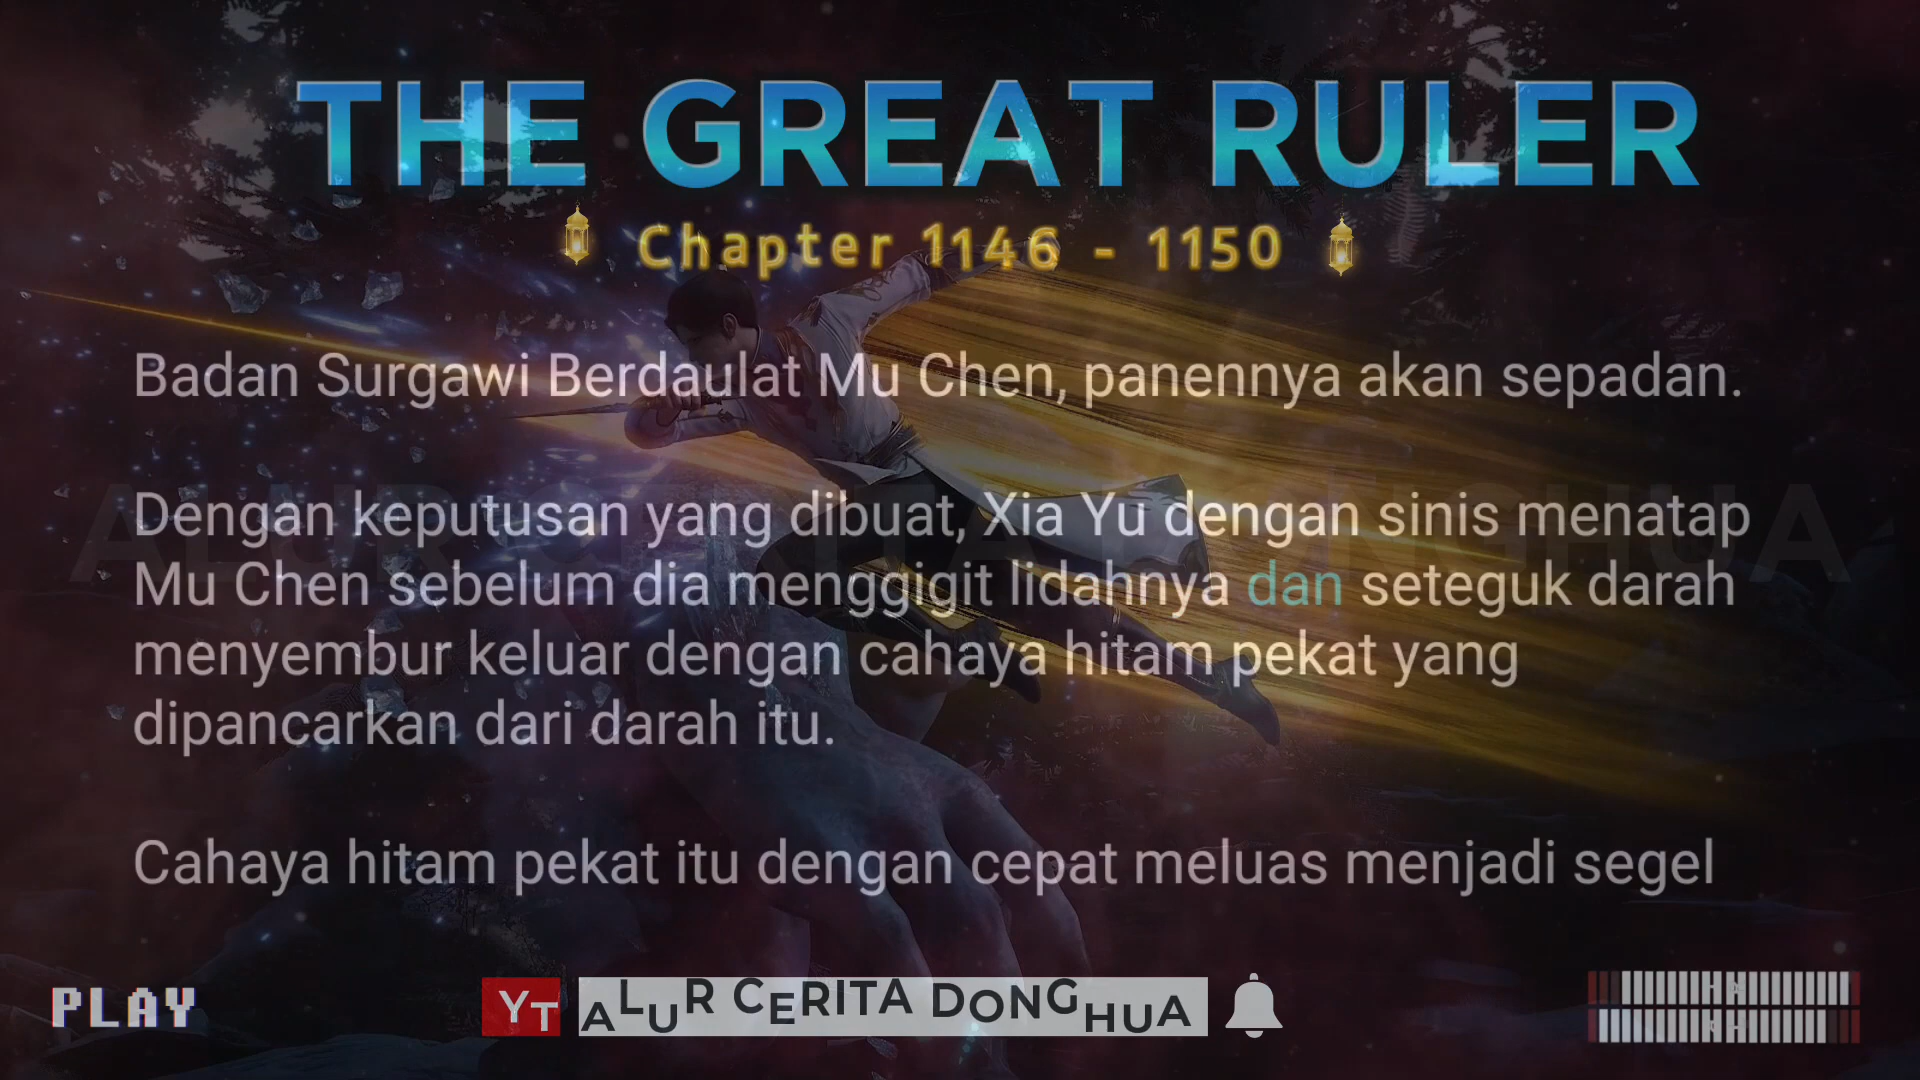 THE GREAT RULER
Chapter 1146 - 1150
Badan Surgawi Berdaulat Mu Chen, panennya akan sepadan.
Dengan keputusan yang dibuat, Xia Yu dengan sinis menatap
Mu Chen sebelum dia menggigit lidahnya dan seteguk darah
menyembur keluar dengan cahaya hitam pekat yang
dipancarkan dari darah itu.
Cahaya hitam pekat itu dengan cepat meluas menjadi segel
ALUR CERITA DONGHUA
PLAY
YT ALUR CERITA DONGHUA